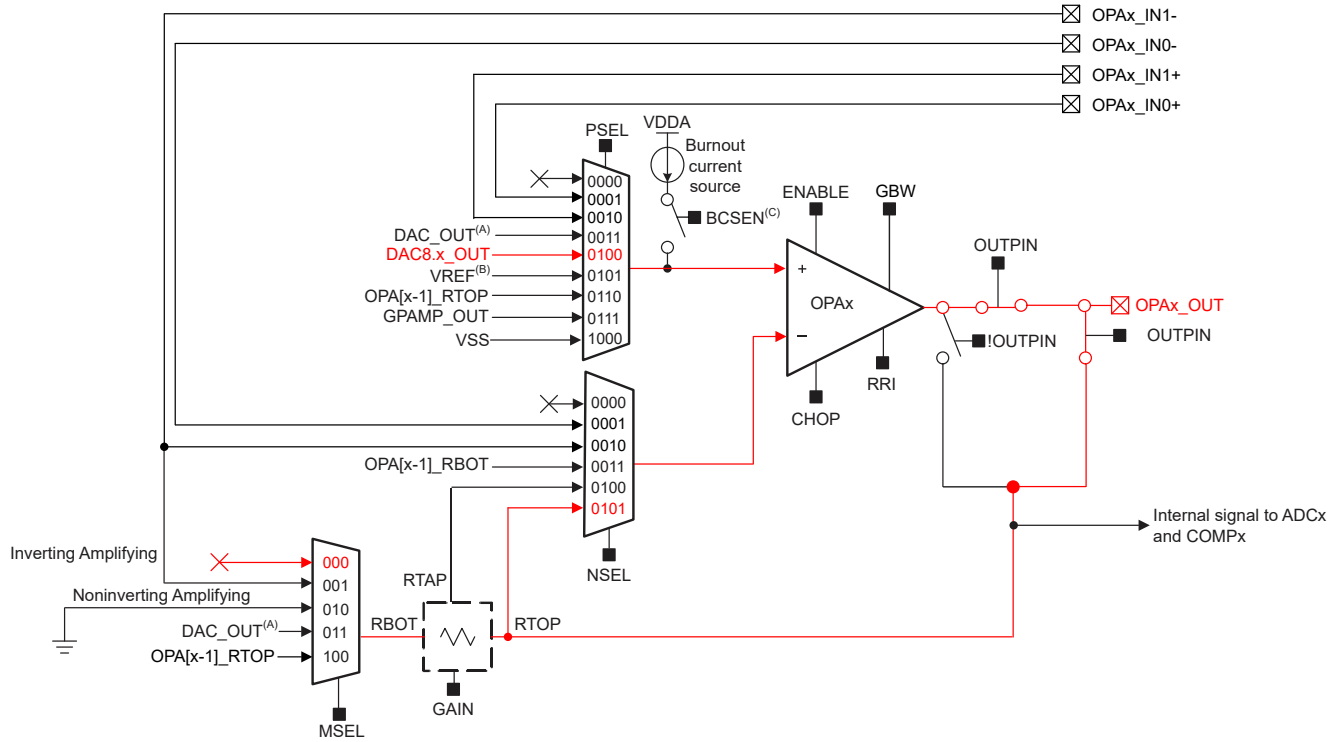 OPAx_IN1-
OPAx_IN0-
OPAx_IN1+
OPAx_IN0+
PSEL
VDDA
Burnout
current
source
BCSEN(C)
ENABLE
GBW
0000
0001
0010
DAC_OUT(A)
0011
DAC8.x_OUT
0100
VREF(B)
0101
OPA[x-1]_RTOP
0110
GPAMP_OUT
0111
VSS
1000
+
OPAx
−
OUTPIN
OPAx_OUT
!OUTPIN
OUTPIN
RRI
CHOP
0000
0001
0010
OPA[x-1]_RBOT
0011
0100
0101
NSEL
Internal signal to ADCx
and COMPx
Inverting Amplifying
000
001
Noninverting Amplifying
010
DAC_OUT(A)
011
OPA[x-1]_RTOP
100
MSEL
RTAP
RBOT
RTOP
GAIN